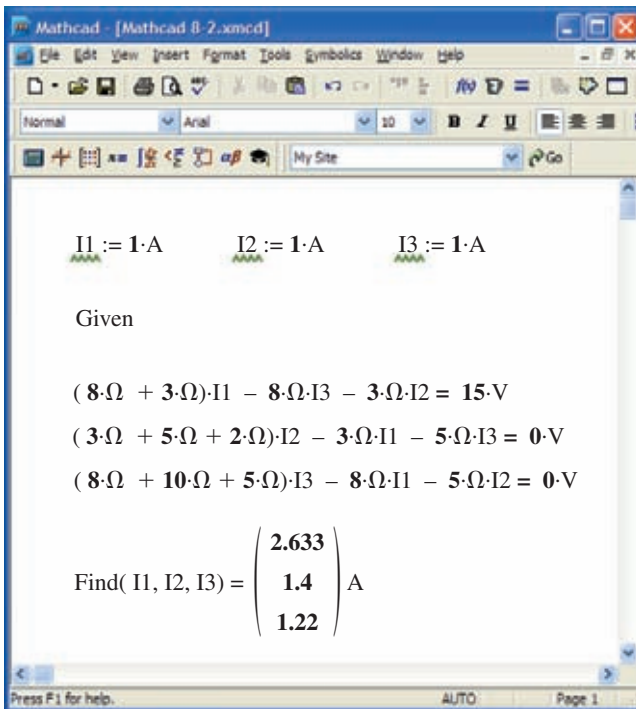 Mathcad - [Mathcad 8-2.xmcd]
File Edit View Insert Format Tools Symbolics Window Help
Normal Arial 10 B I U
αβ My Site Go
I1 := 1·A I2 := 1·A I3 := 1·A
Given
( 8·Ω + 3·Ω)·I1 – 8·Ω·I3 – 3·Ω·I2 = 15·V
( 3·Ω + 5·Ω + 2·Ω)·I2 – 3·Ω·I1 – 5·Ω·I3 = 0·V
( 8·Ω + 10·Ω + 5·Ω)·I3 – 8·Ω·I1 – 5·Ω·I2 = 0·V
2.633
Find( I1, I2, I3) = 1.4 A
1.22
Press F1 for help. AUTO Page 1